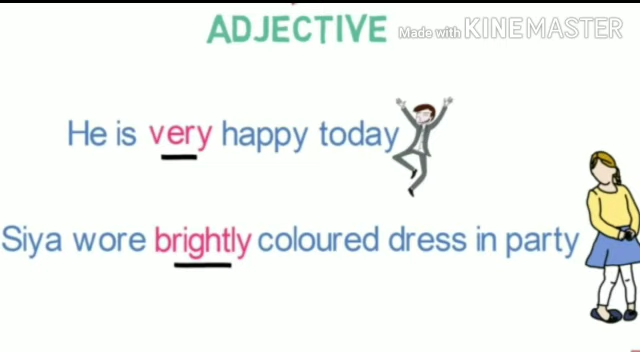 ADJECTIVE
Made with KINEMASTER
He is very happy today
Siya wore brightly coloured dress in party